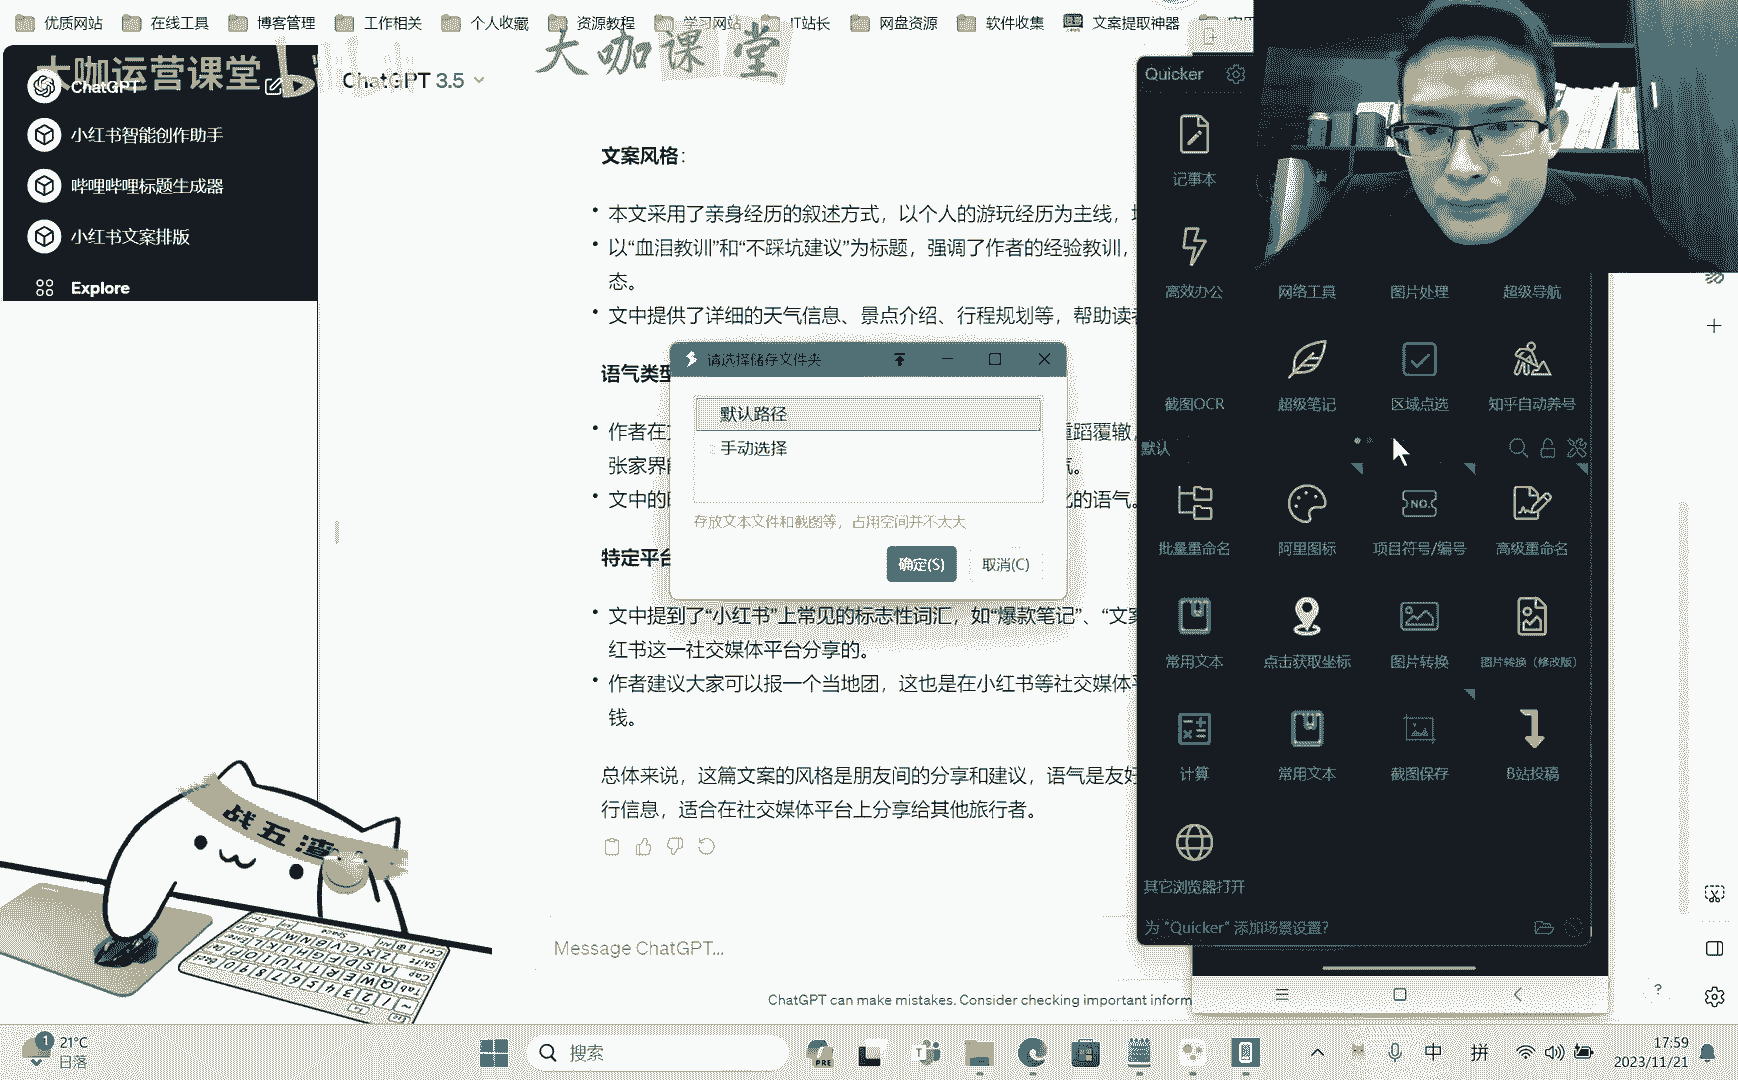 优质网站
在线工具
博客管理
工作相关
个人收藏
资源教程
学习网站
IT站长
网盘资源
软件收集
文案提取神器
大咖运营课堂
大咖课堂
ChatGPT
小红书智能创作助手
哔哩哔哩标题生成器
小红书文案排版
Explore
ChatGPT 3.5
文案风格：
本文采用了亲身经历的叙述方式，以个人的游玩经历为主线，
以“血泪教训”和“不踩坑建议”为标题，强调了作者的经验教训，
态。
文中提供了详细的天气信息、景点介绍、行程规划等，帮助读者
语气类型
作者在
重蹈覆辙，
张家界
气。
文中的
化的语气。
特定平台
文中提到了“小红书”上常见的标志性词汇，如“爆款笔记”、“文案
红书这一社交媒体平台分享的。
作者建议大家可以报一个当地团，这也是在小红书等社交媒体平
钱。
总体来说，这篇文案的风格是朋友间的分享和建议，语气是友好
行信息，适合在社交媒体平台上分享给其他旅行者。
Message ChatGPT...
ChatGPT can make mistakes. Consider checking important inform
请选择储存文件夹
默认路径
手动选择
存放文本文件和截图等，占用空间并不太大
确定(S)
取消(C)
Quicker
记事本
高效办公
网络工具
图片处理
超级导航
截图OCR
超级笔记
区域点选
知乎自动养号
默认
批量重命名
阿里图标
NO.
项目符号/编号
高级重命名
常用文本
点击获取坐标
图片转换
图片转换（修改版）
计算
常用文本
截图保存
B站投稿
其它浏览器打开
为 "Quicker" 添加场景设置?
战五渣
1
21°C
日落
搜索
PRE
中
拼
17:59
2023/11/21